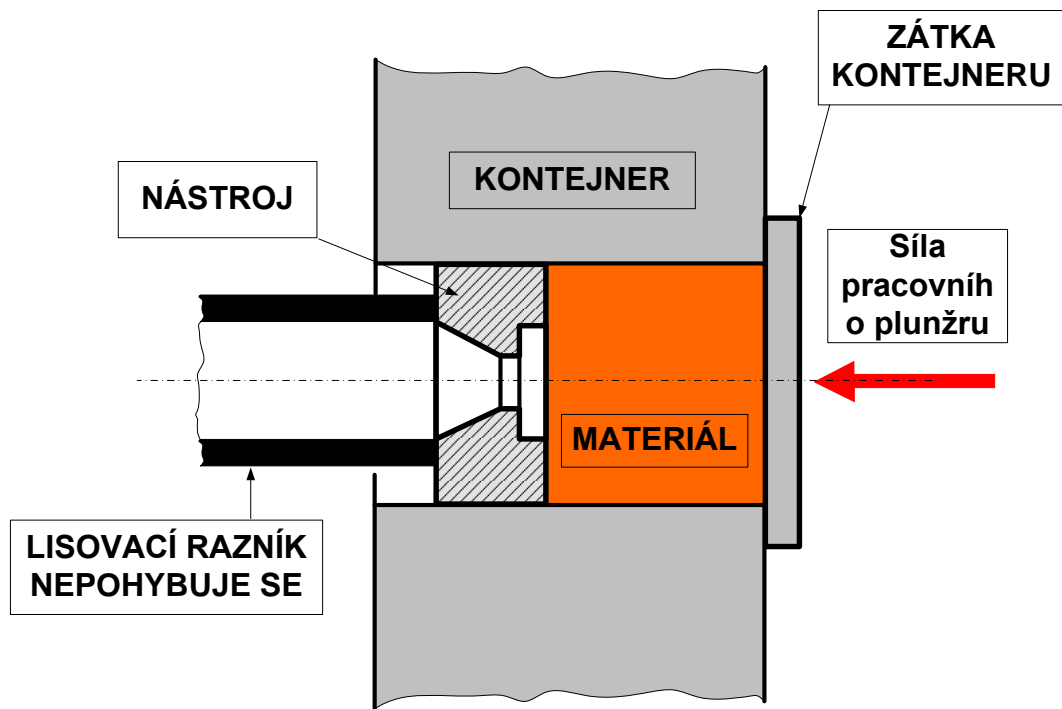 ZÁTKA
KONTEJNERU
KONTEJNER
NÁSTROJ
Síla
pracovníh
o plunžru
MATERIÁL
LISOVACÍ RAZNÍK
NEPOHYBUJE SE